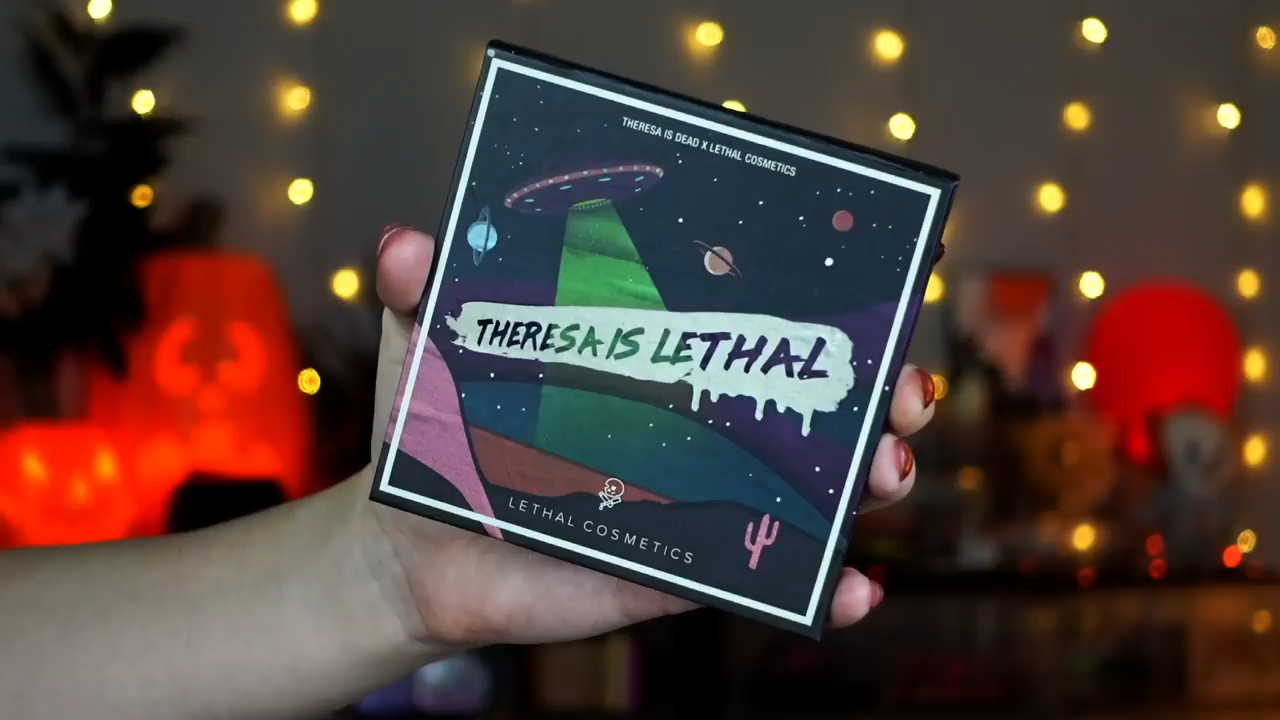 THERESA IS DEAD X LETHAL COSMETICS
THERESA IS LETHAL
LETHAL COSMETICS